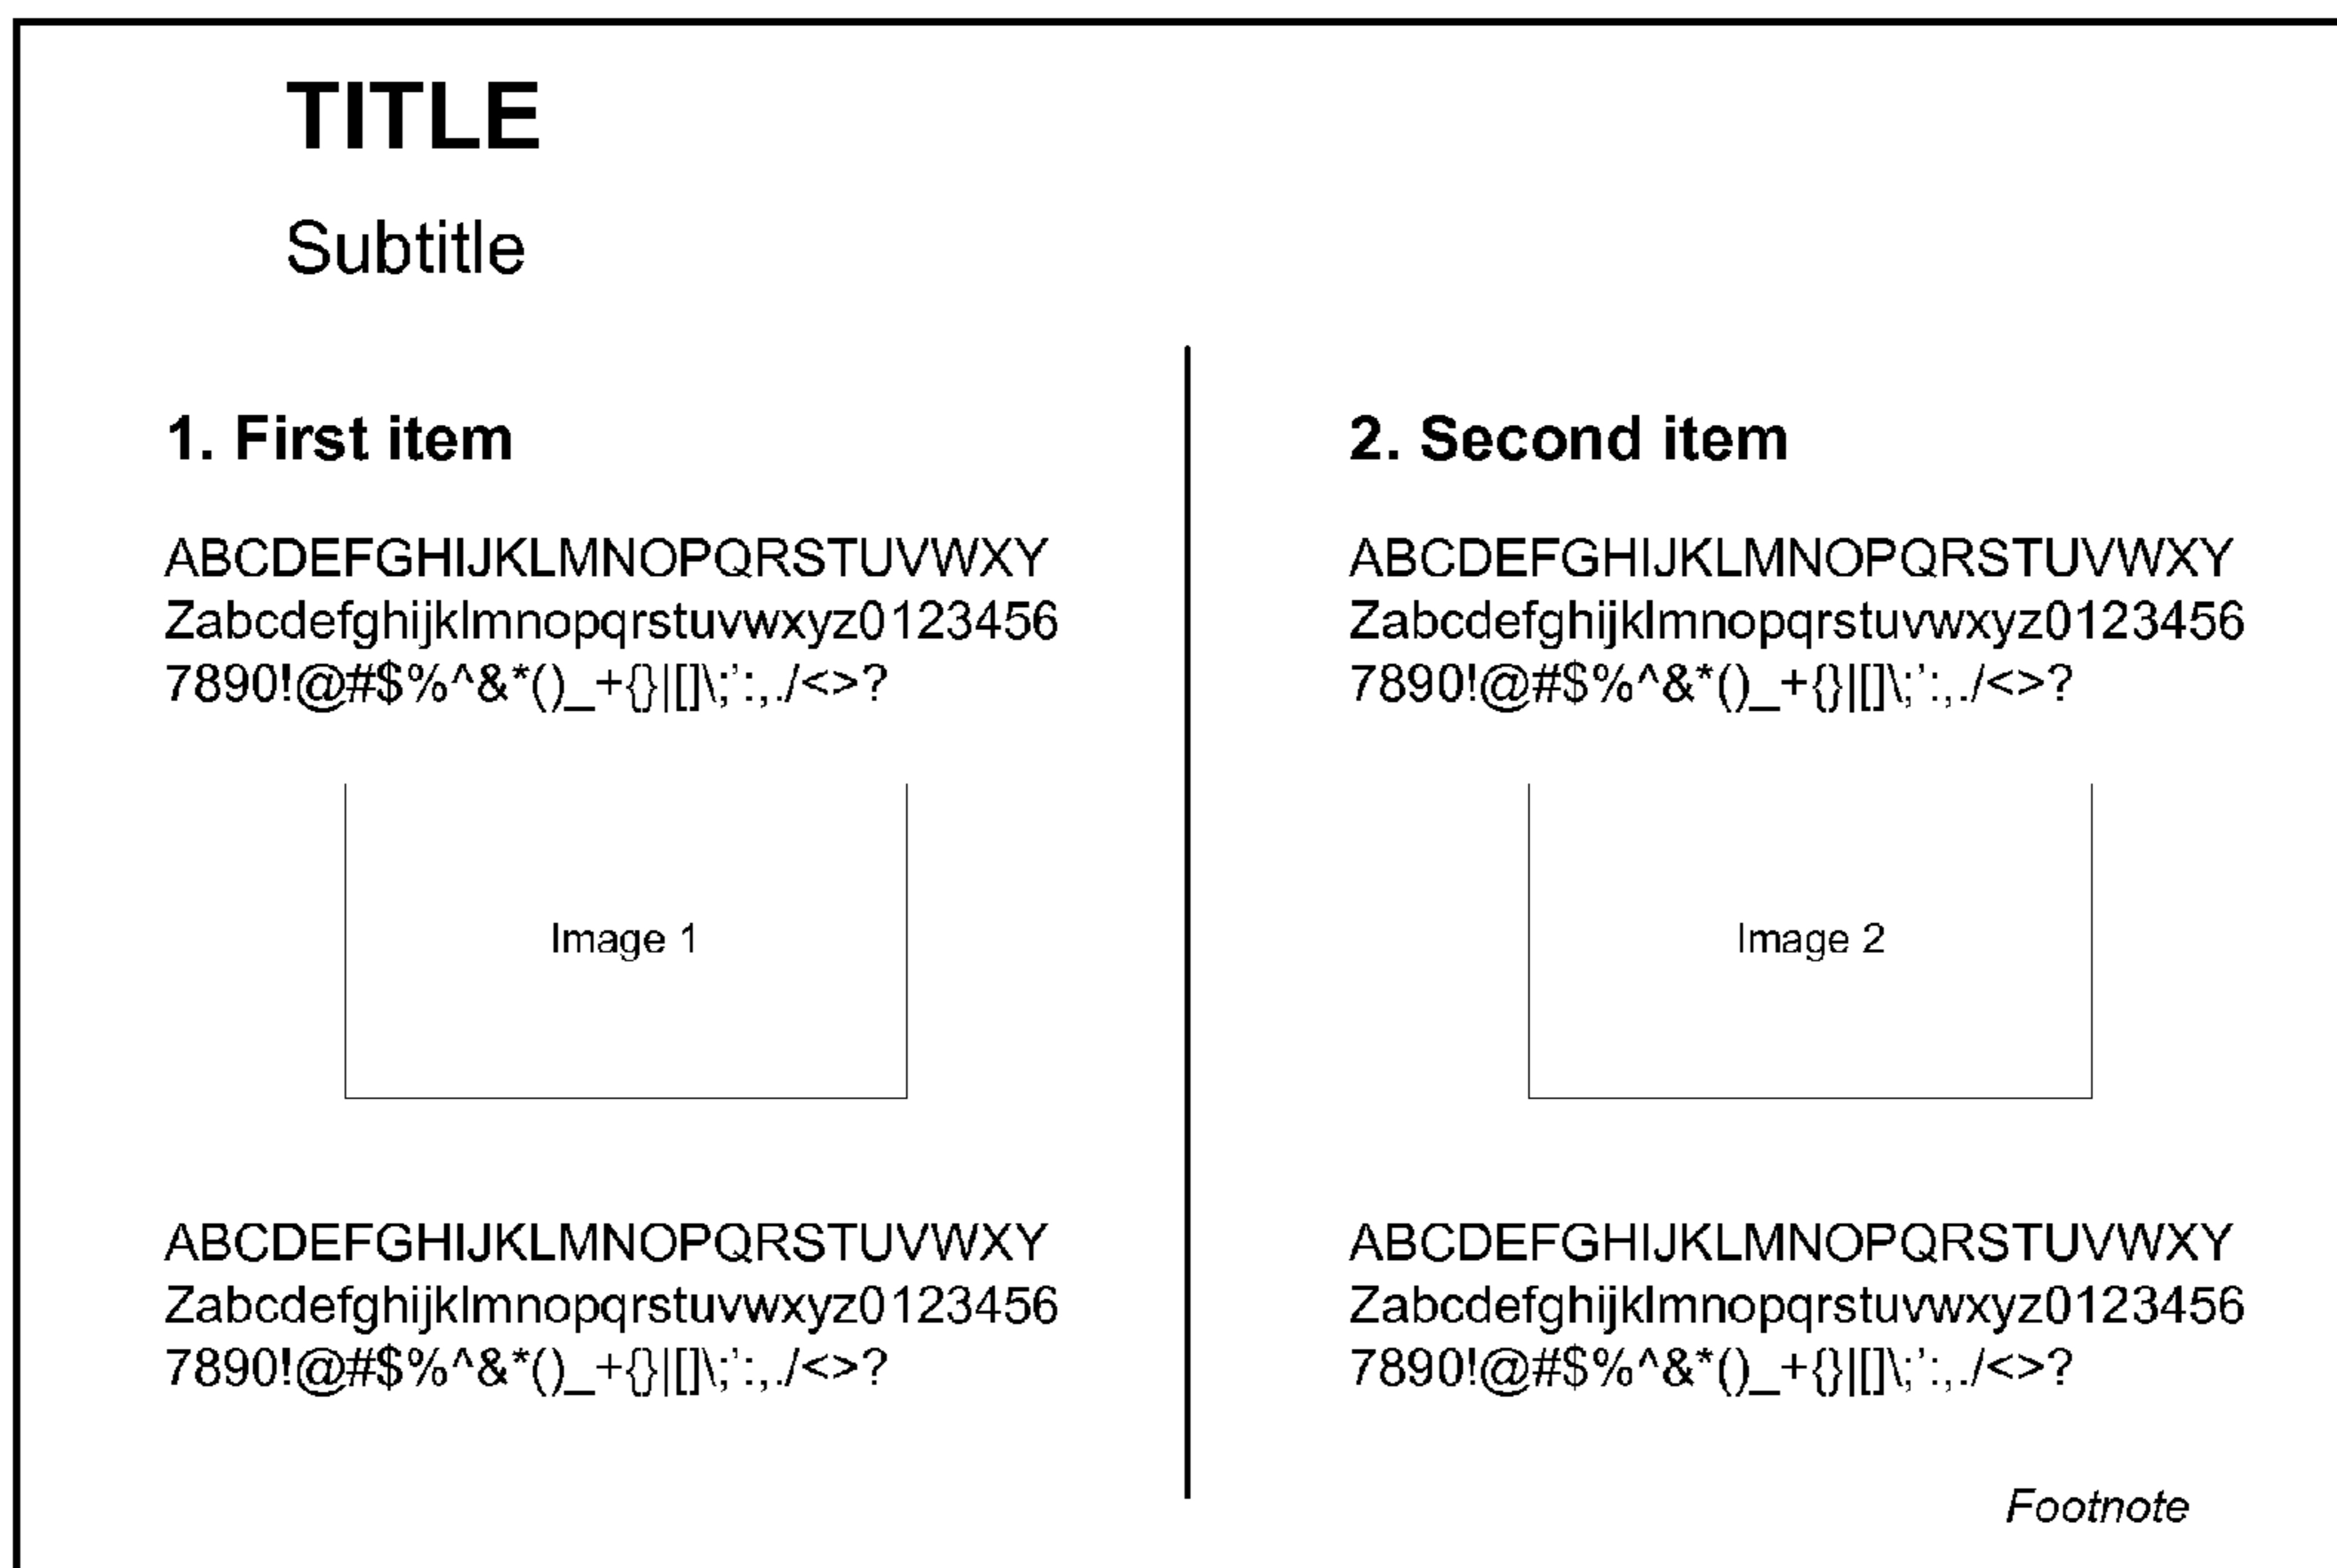 TITLE
Subtitle
1. First item
ABCDEFGHIJKLMNOPQRSTUVWXY
Zabcdefghijklmnopqrstuvwxyz0123456
7890!@#$%^&*()_+{}|[]\;’:,./<>?
Image 1
ABCDEFGHIJKLMNOPQRSTUVWXY
Zabcdefghijklmnopqrstuvwxyz0123456
7890!@#$%^&*()_+{}|[]\;’:,./<>?
2. Second item
ABCDEFGHIJKLMNOPQRSTUVWXY
Zabcdefghijklmnopqrstuvwxyz0123456
7890!@#$%^&*()_+{}|[]\;’:,./<>?
Image 2
ABCDEFGHIJKLMNOPQRSTUVWXY
Zabcdefghijklmnopqrstuvwxyz0123456
7890!@#$%^&*()_+{}|[]\;’:,./<>?
Footnote